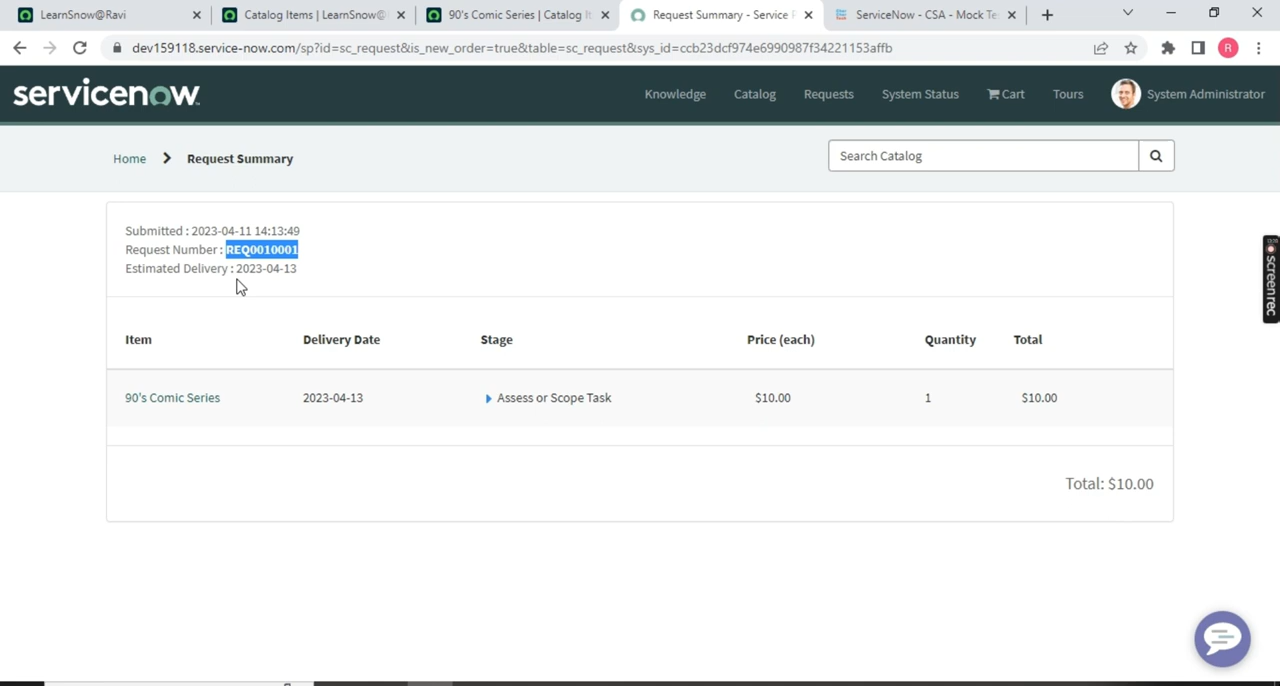 LearnSnow@Ravi
Catalog Items | LearnSnow@
90's Comic Series | Catalog It
Request Summary - Service P
ServiceNow - CSA - Mock Te
dev159118.service-now.com/sp?id=sc_request&is_new_order=true&table=sc_request&sys_id=ccb23dcf974e6990987f34221153affb
R
servicenow
Knowledge
Catalog
Requests
System Status
Cart
Tours
System Administrator
Home
Request Summary
Search Catalog
Submitted : 2023-04-11 14:13:49
Request Number : REQ0010001
Estimated Delivery : 2023-04-13
Item Delivery Date Stage Price (each) Quantity Total
90's Comic Series 2023-04-13 Assess or Scope Task $10.00 1 $10.00
Total: $10.00
screenrec